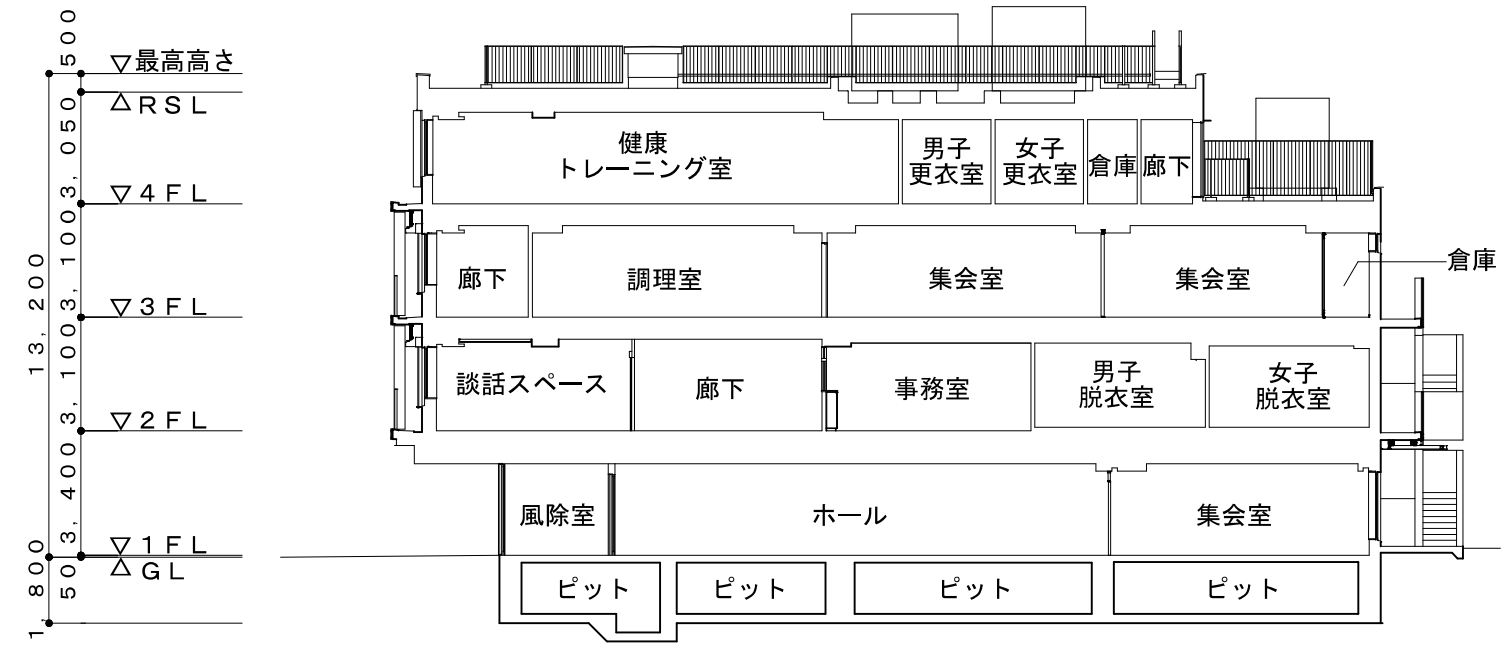 500
▽最高高さ
△RSL
3,050
▽4FL
3,100
13,200
▽3FL
3,100
▽2FL
3,400
▽1FL
△GL
50
1,800
健康
トレーニング室
男子
更衣室
女子
更衣室
倉庫
廊下
廊下
調理室
集会室
集会室
倉庫
談話スペース
廊下
事務室
男子
脱衣室
女子
脱衣室
風除室
ホール
集会室
ピット
ピット
ピット
ピット